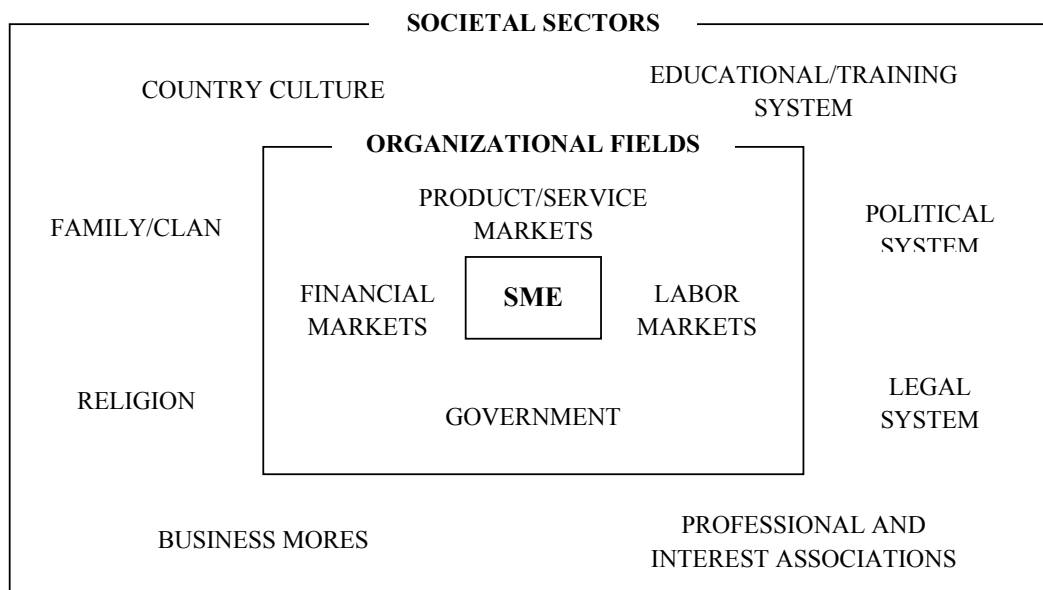 SOCIETAL SECTORS
COUNTRY CULTURE
EDUCATIONAL/TRAINING
SYSTEM
ORGANIZATIONAL FIELDS
PRODUCT/SERVICE
MARKETS
FAMILY/CLAN
POLITICAL
SYSTEM
FINANCIAL
MARKETS
SME
LABOR
MARKETS
RELIGION
GOVERNMENT
LEGAL
SYSTEM
BUSINESS MORES
PROFESSIONAL AND
INTEREST ASSOCIATIONS